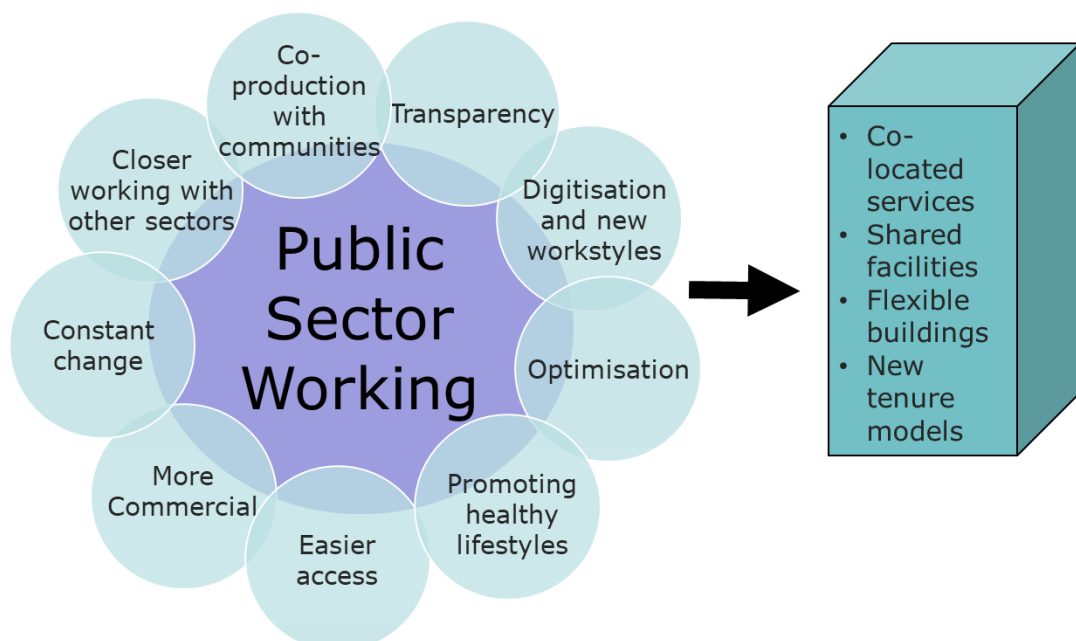 Co-
production
with
communities
Transparency
Closer
working with
other sectors
Digitisation
and new
workstyles
Public
Sector
Working
Constant
change
Optimisation
More
Commercial
Easier
access
Promoting
healthy
lifestyles
• Co-
located
services
• Shared
facilities
• Flexible
buildings
• New
tenure
models